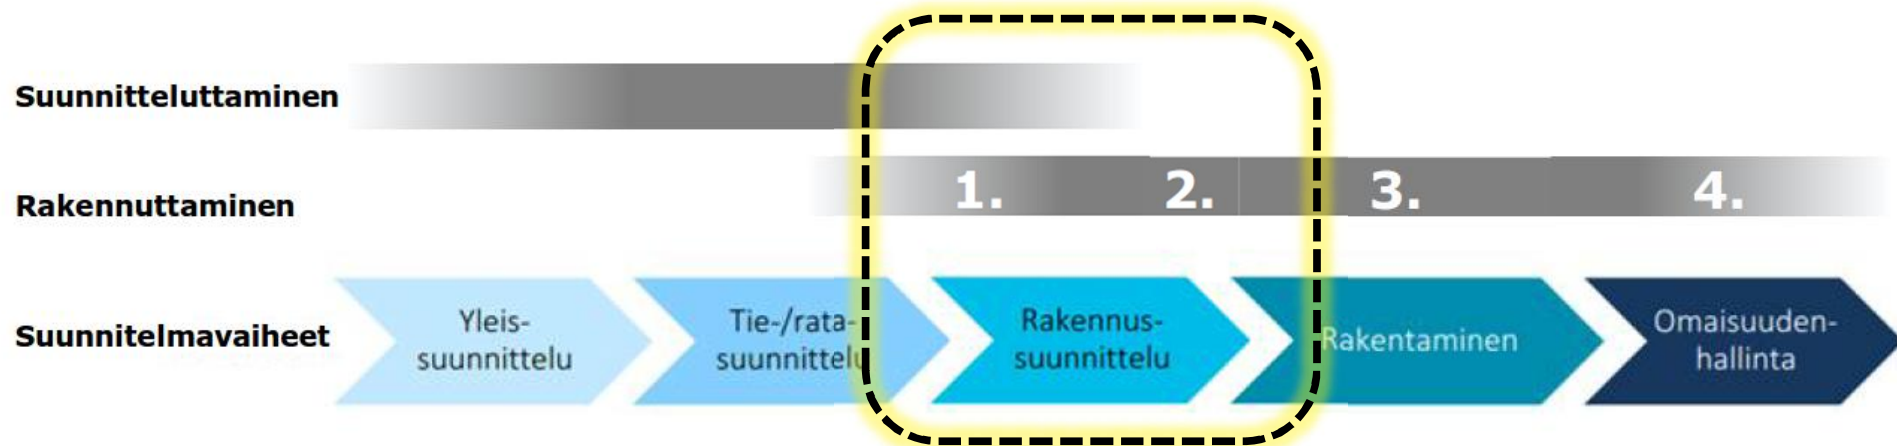 Suunnitteluttaminen
Rakennuttaminen
1. 2. 3. 4.
Suunnitelmavaiheet
Yleis-
suunnittelu
Tie-/rata-
suunnittelu
Rakennus-
suunnittelu
Rakentaminen
Omaisuuden-
hallinta